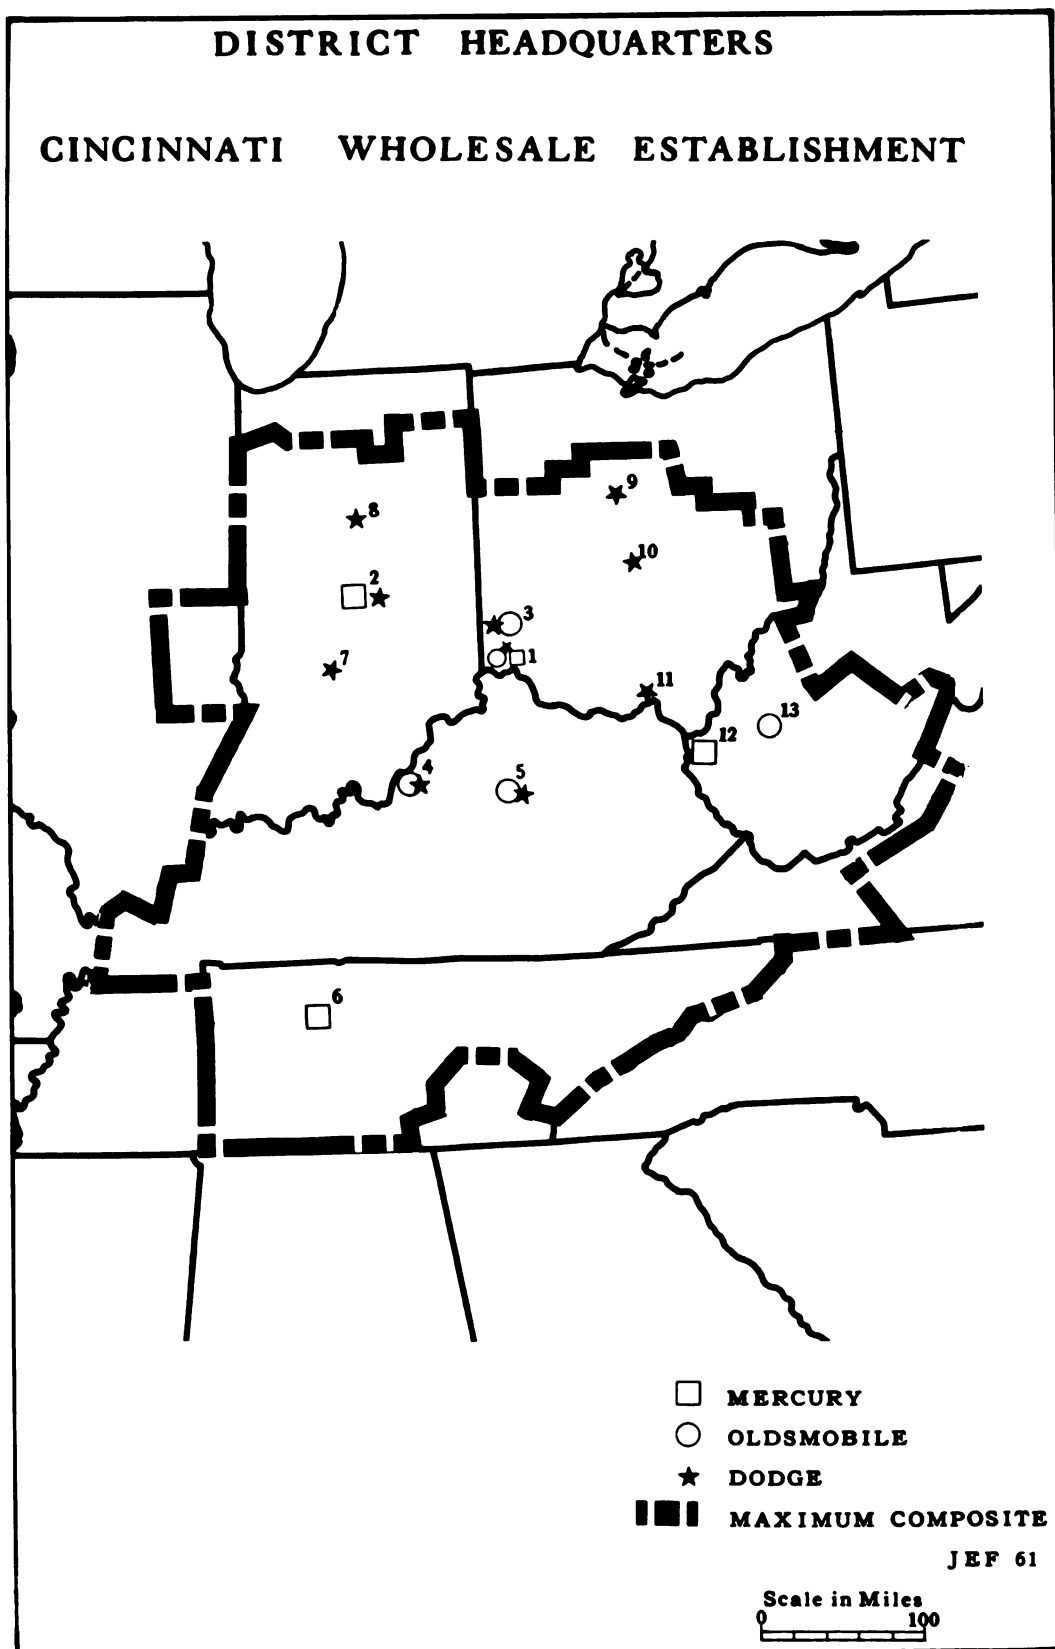 DISTRICT HEADQUARTERS
CINCINNATI WHOLESALE ESTABLISHMENT
9
8
10
2
3
1
7
11
13
12
4
5
6
MERCURY
OLDSMOBILE
DODGE
MAXIMUM COMPOSITE
JEF 61
Scale in Miles
0 100